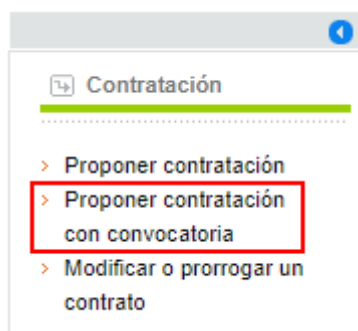 Contratación
Proponer contratación
Proponer contratación
con convocatoria
Modificar o prorrogar un
contrato